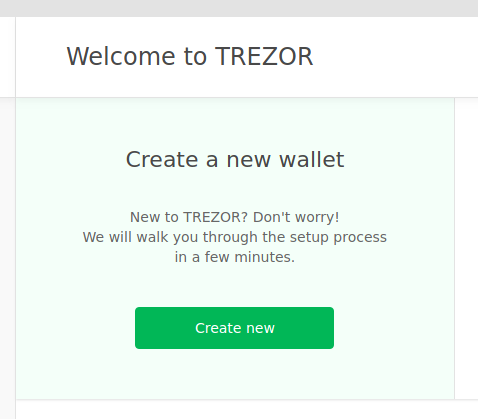 Welcome to TREZOR
Create a new wallet
New to TREZOR? Don't worry!
We will walk you through the setup process
in a few minutes.
Create new